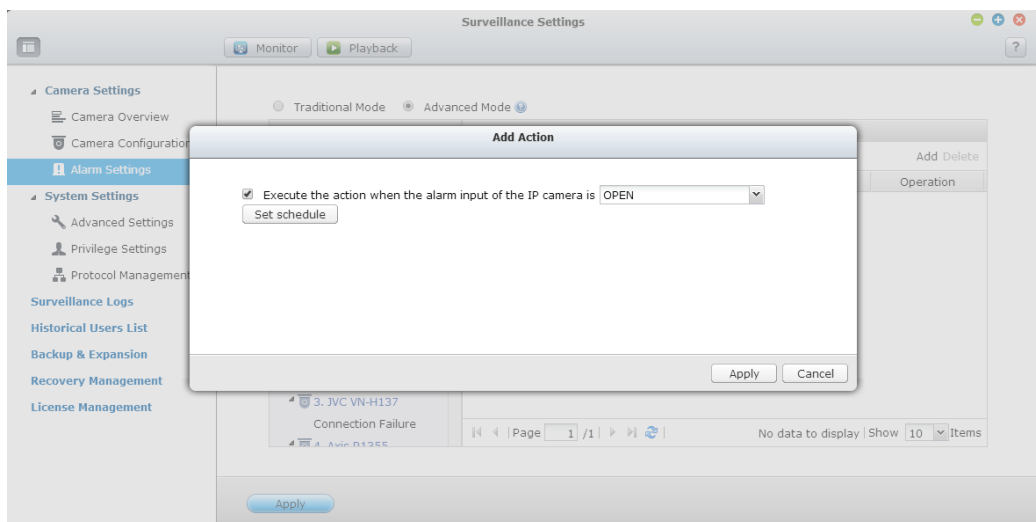 Surveillance Settings
Monitor
Playback
?
Camera Settings
Camera Overview
Camera Configuration
Alarm Settings
System Settings
Advanced Settings
Privilege Settings
Protocol Management
Surveillance Logs
Historical Users List
Backup & Expansion
Recovery Management
License Management
Traditional Mode
Advanced Mode
Add Delete
Operation
Add Action
Execute the action when the alarm input of the IP camera is OPEN
Set schedule
Apply
Cancel
3. JVC VN-H137
Connection Failure
4. Axis P1355
Page 1 /1
No data to display | Show 10 Items
Apply